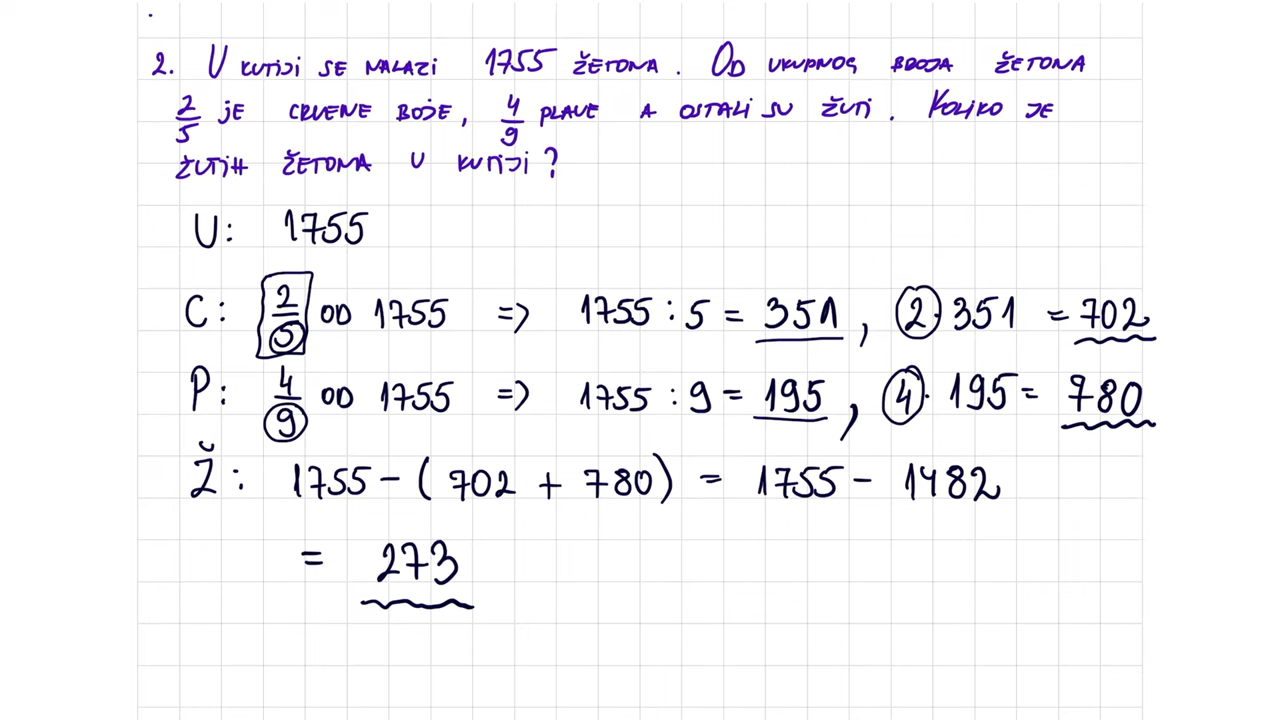 2. U KUTIJI SE NALAZI 1755 ŽETONA. OD UKUPNOG BROJA ŽETONA
2/5 JE CRVENE BOJE, 4/9 PLAVE A OSTALI SU ŽUTI. KOLIKO JE
ŽUTIH ŽETONA U KUTIJI?
U: 1755
C: 2/5 OD 1755 => 1755 : 5 = 351, 2 · 351 = 702
P: 4/9 OD 1755 => 1755 : 9 = 195, 4 · 195 = 780
Ž: 1755 - (702 + 780) = 1755 - 1482
= 273